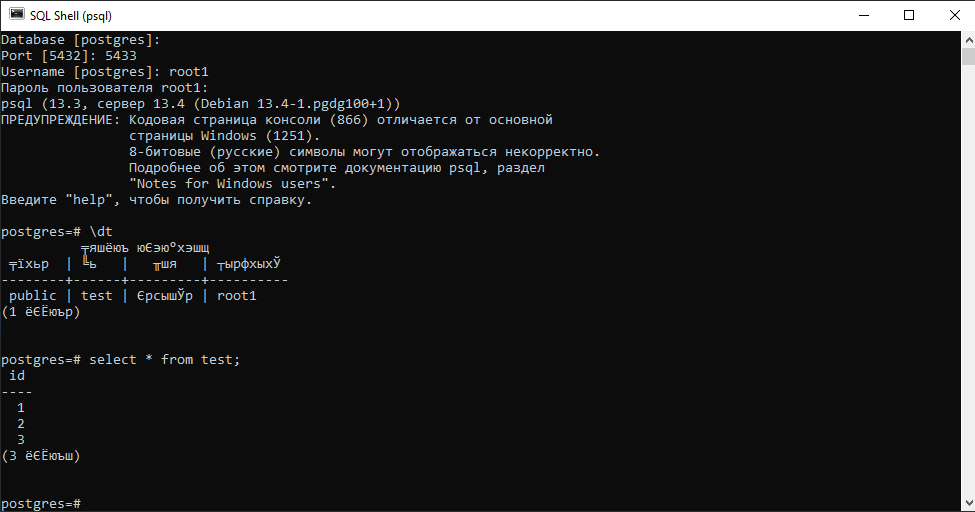 SQL Shell (psql)
Database [postgres]:
Port [5432]: 5433
Username [postgres]: root1
Пароль пользователя root1:
psql (13.3, сервер 13.4 (Debian 13.4-1.pgdg100+1))
ПРЕДУПРЕЖДЕНИЕ: Кодовая страница консоли (866) отличается от основной
страницы Windows (1251).
8-битовые (русские) символы могут отображаться некорректно.
Подробнее об этом смотрите документацию psql, раздел
"Notes for Windows users".
Введите "help", чтобы получить справку.
postgres=# \dt
╤яшёюъ юЄэю°хэшщ
╤їхьр | ╚ь | ╥шя | ┬ырфхыхЎ
--------+------+---------+----------
public | test | ЄрсышЎр | root1
(1 ёЄЁюър)
postgres=# select * from test;
id
----
1
2
3
(3 ёЄЁюъш)
postgres=#